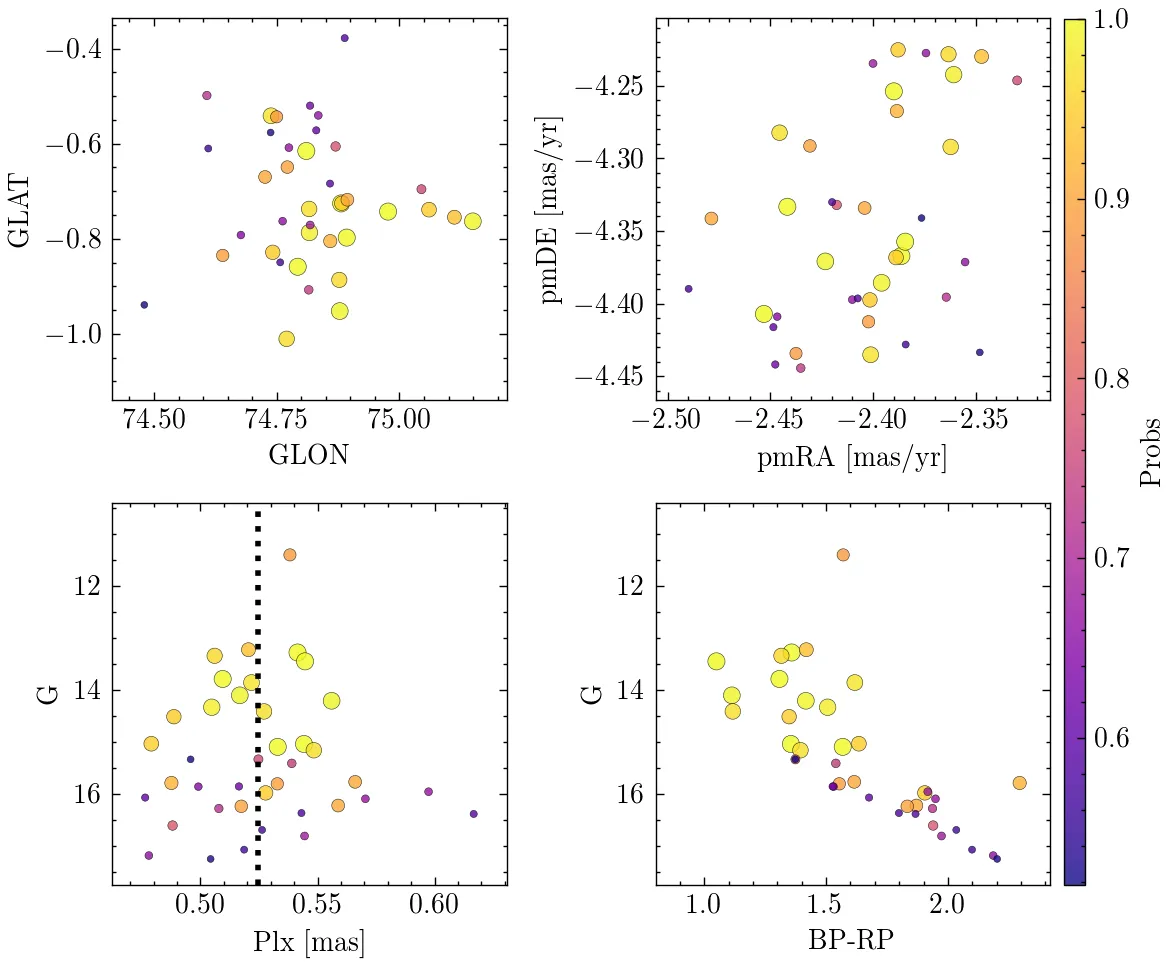 −0.4
−0.6
−0.8
−1.0
GLAT
74.50 74.75 75.00
GLON
−4.25
−4.30
−4.35
−4.40
−4.45
pmDE [mas/yr]
−2.50 −2.45 −2.40 −2.35
pmRA [mas/yr]
12
14
16
G
0.50 0.55 0.60
Plx [mas]
12
14
16
G
1.0 1.5 2.0
BP-RP
1.0
0.9
0.8
0.7
0.6
Probs